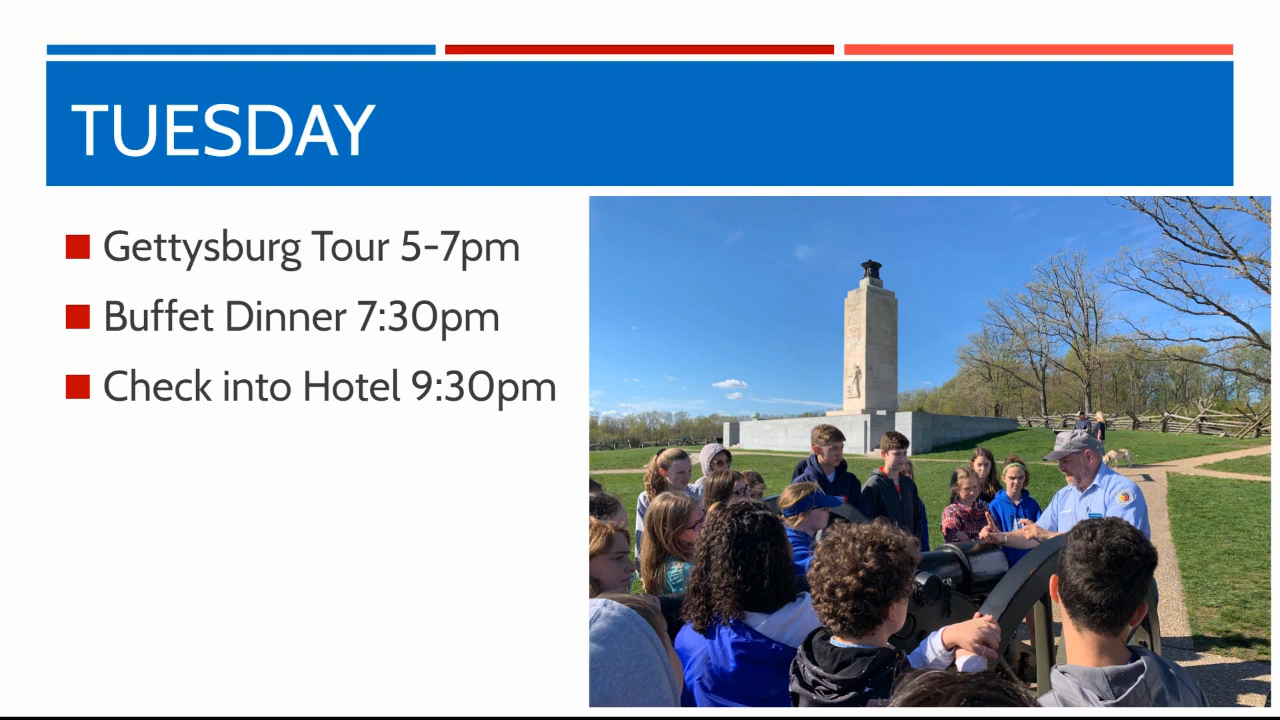 TUESDAY
Gettysburg Tour 5-7pm
Buffet Dinner 7:30pm
Check into Hotel 9:30pm